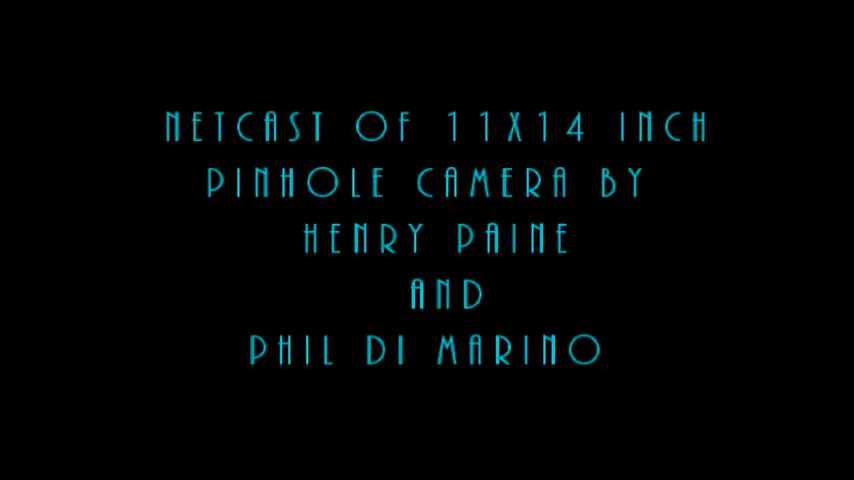 NETCAST OF 11X14 INCH
PINHOLE CAMERA BY
HENRY PAINE
AND
PHIL DI MARINO